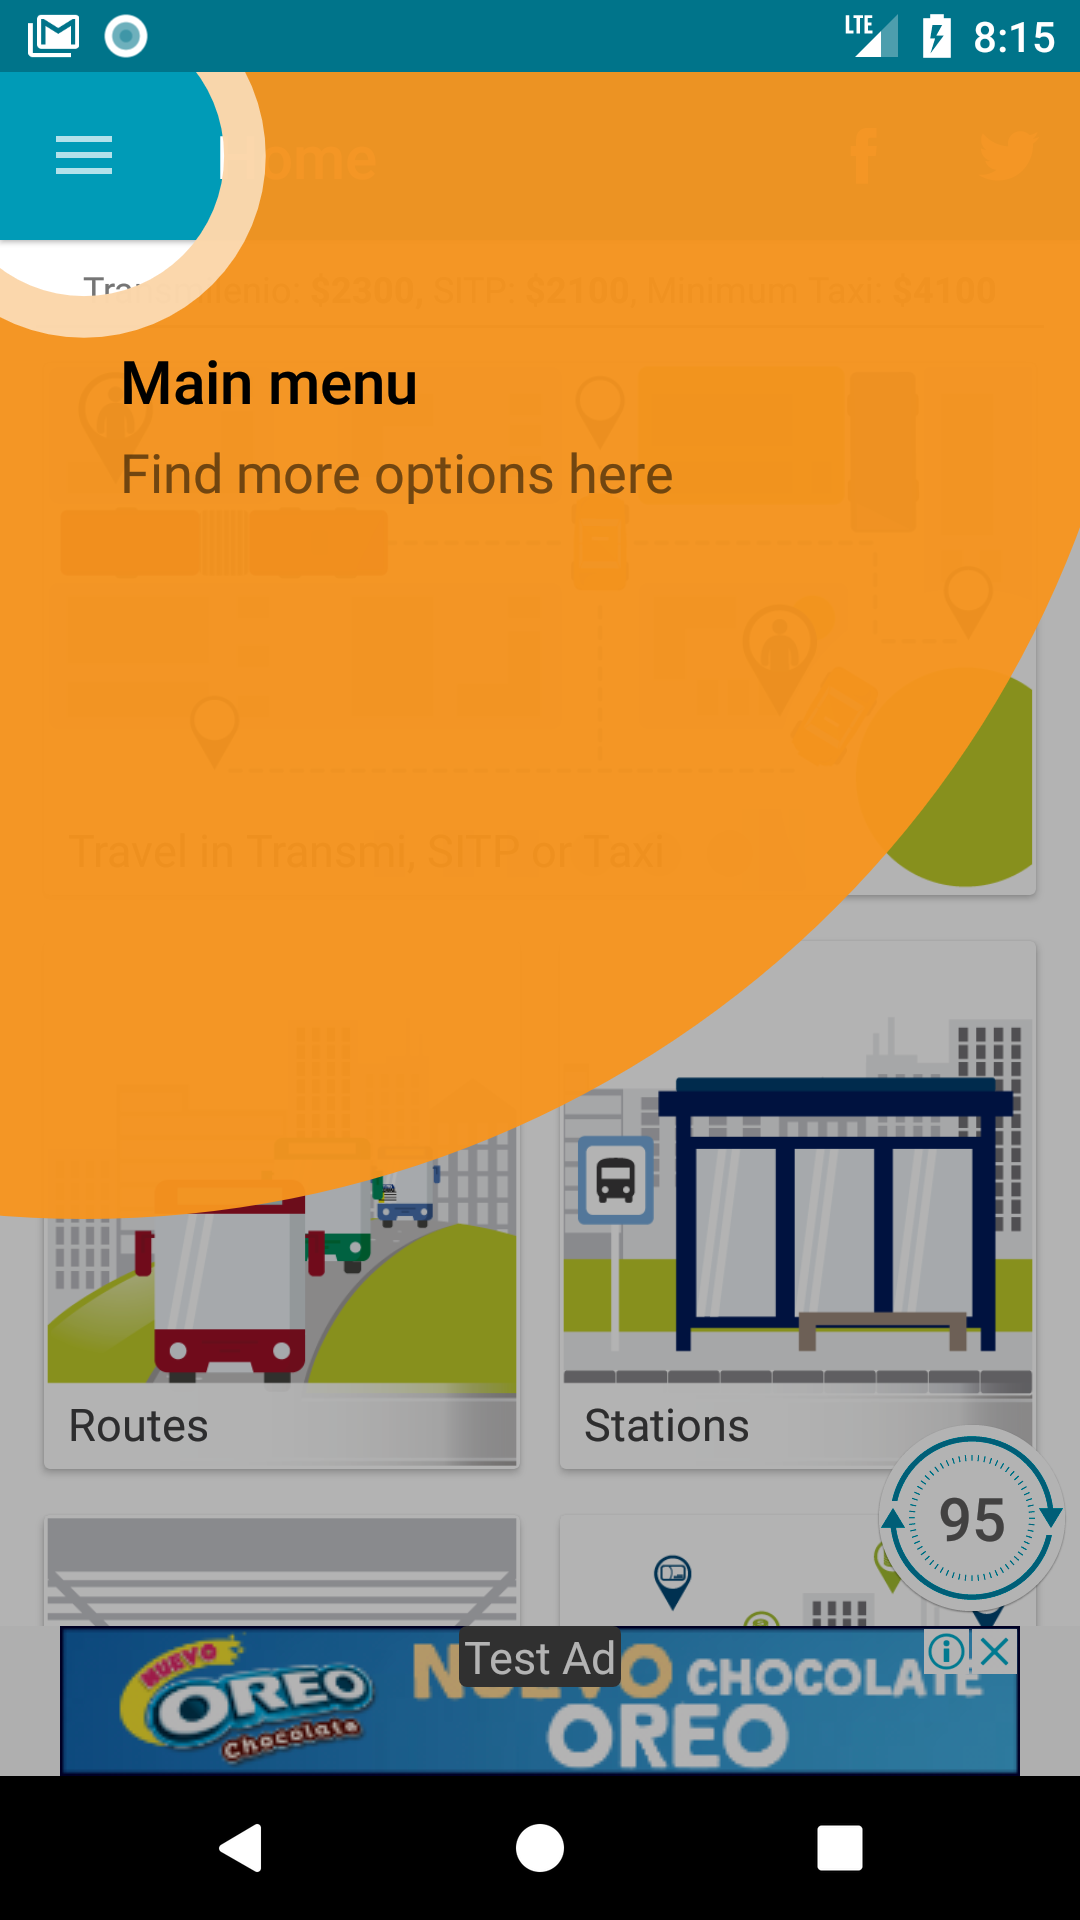 LTE 8:15
Home
Transmilenio: $2300, SITP: $2100, Minimum Taxi: $4100
Main menu
Find more options here
Travel in Transmi, SITP or Taxi
Routes
Stations
95
Test Ad
NUEVO
OREO
Chocolate
NUEVO CHOCOLATE
OREO